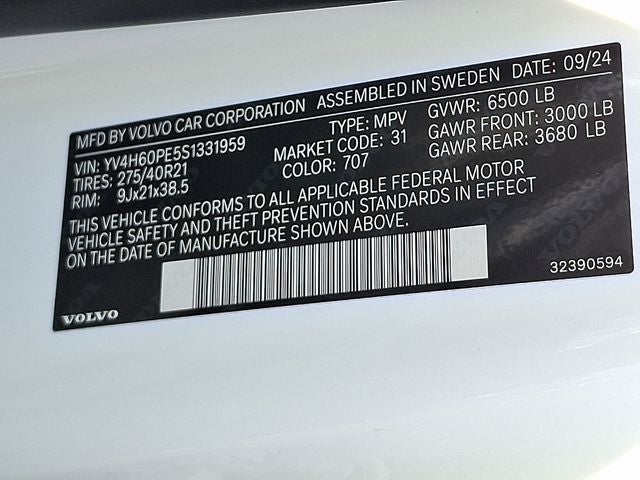 MFD BY VOLVO CAR CORPORATION ASSEMBLED IN SWEDEN DATE: 09/24
VIN: YV4H60PE5S1331959 TYPE: MPV GVWR: 6500 LB
TIRES: 275/40R21 MARKET CODE: 31 GAWR FRONT: 3000 LB
RIM: 9Jx21x38.5 COLOR: 707 GAWR REAR: 3680 LB
THIS VEHICLE CONFORMS TO ALL APPLICABLE FEDERAL MOTOR
VEHICLE SAFETY AND THEFT PREVENTION STANDARDS IN EFFECT
ON THE DATE OF MANUFACTURE SHOWN ABOVE.
32390594
VOLVO